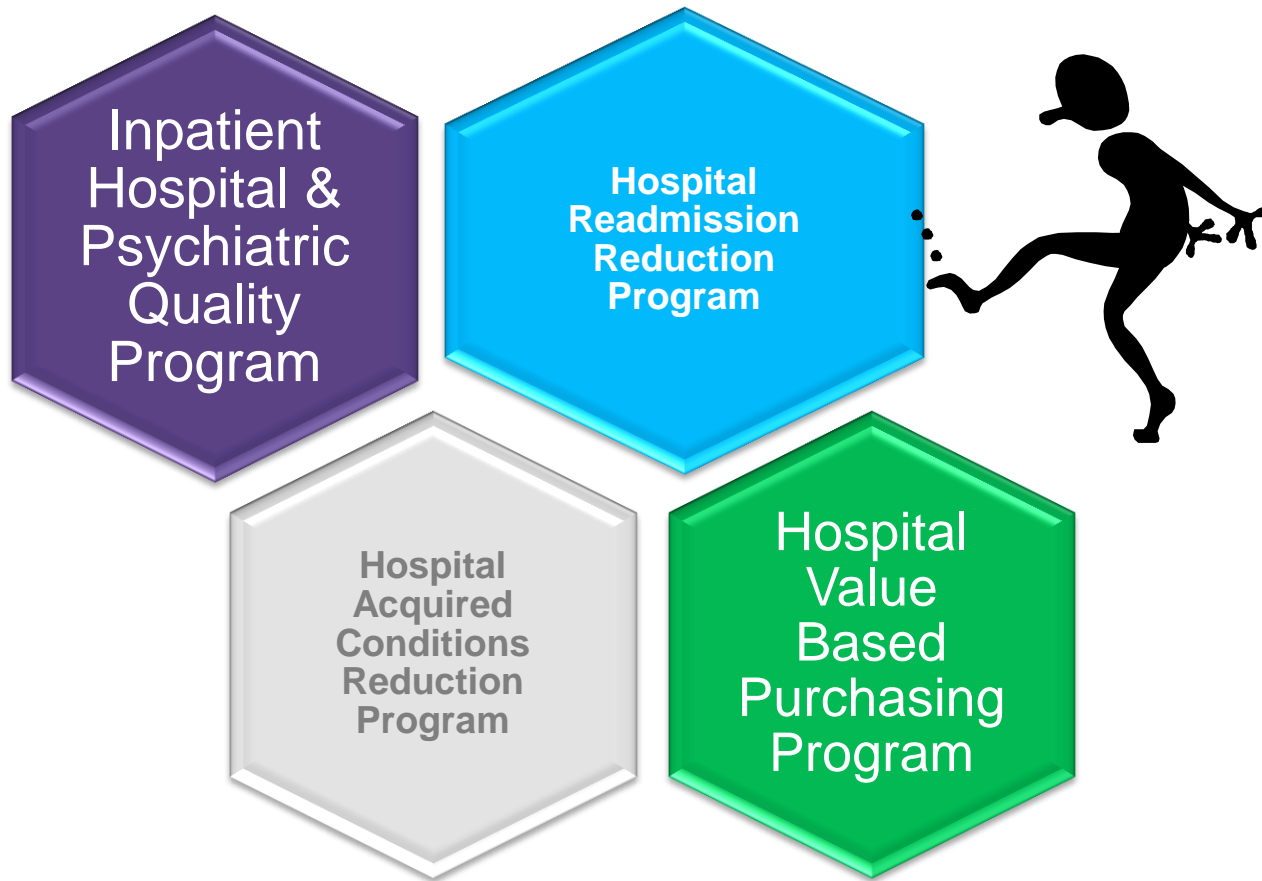 Inpatient
Hospital &
Psychiatric
Quality
Program
Hospital
Readmission
Reduction
Program
Hospital
Acquired
Conditions
Reduction
Program
Hospital
Value
Based
Purchasing
Program